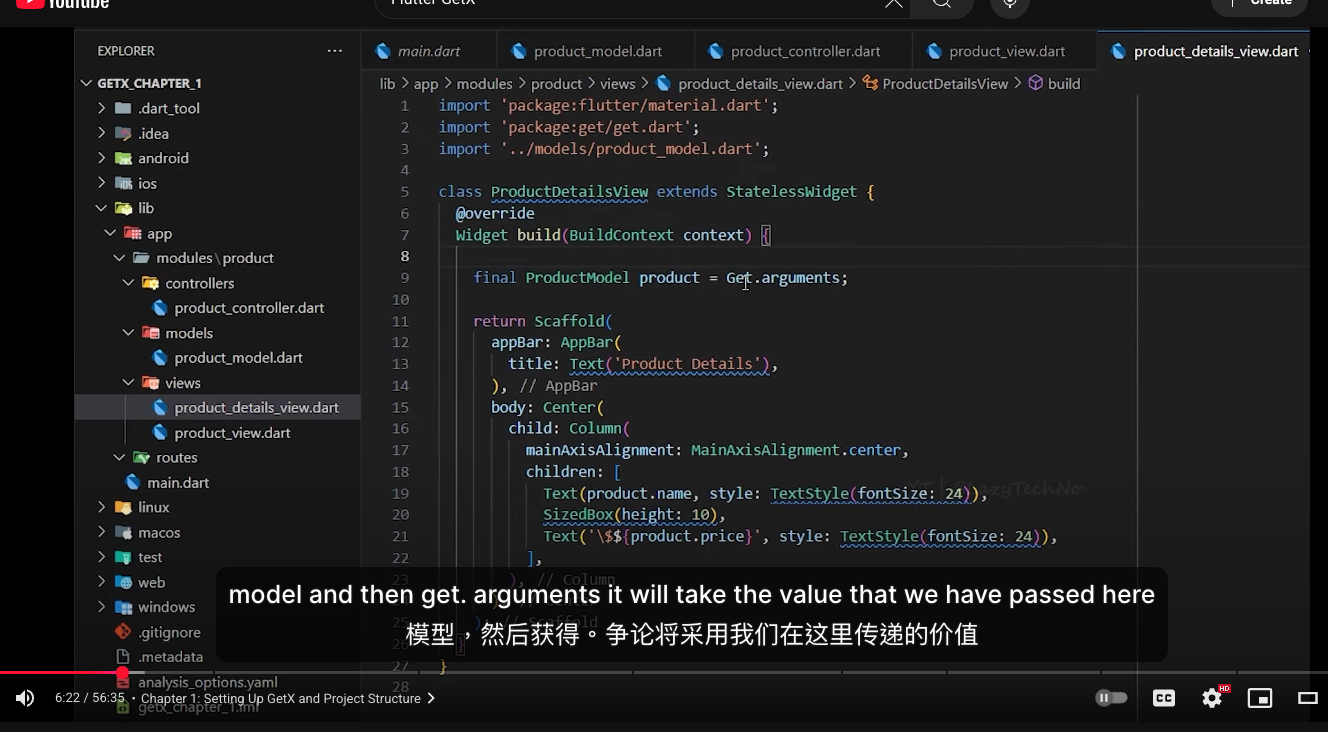 YouTube
Flutter GetX
Create
EXPLORER
main.dart
product_model.dart
product_controller.dart
product_view.dart
product_details_view.dart
GETX_CHAPTER_1
lib > app > modules > product > views > product_details_view.dart > ProductDetailsView > build
.dart_tool
.idea
android
ios
lib
app
modules\product
controllers
product_controller.dart
models
product_model.dart
views
product_details_view.dart
product_view.dart
routes
main.dart
linux
macos
test
web
windows
.gitignore
.metadata
analysis_options.yaml
getx_chapter_1.iml
1 import 'package:flutter/material.dart';
2 import 'package:get/get.dart';
3 import '../models/product_model.dart';
4
5 class ProductDetailsView extends StatelessWidget {
6 @override
7 Widget build(BuildContext context) {
8
9 final ProductModel product = Get.arguments;
10
11 return Scaffold(
12 appBar: AppBar(
13 title: Text('Product Details'),
14 ), // AppBar
15 body: Center(
16 child: Column(
17 mainAxisAlignment: MainAxisAlignment.center,
18 children: [
19 Text(product.name, style: TextStyle(fontSize: 24)),
20 SizedBox(height: 10),
21 Text('\$${product.price}', style: TextStyle(fontSize: 24)),
22 ],
23 ), // Column
25 ); // Scaffold
26 }
27 }
28
model and then get. arguments it will take the value that we have passed here
模型，然后获得。争论将采用我们在这里传递的价值
6:22 / 56:35 • Chapter 1: Setting Up GetX and Project Structure >
CC
HD